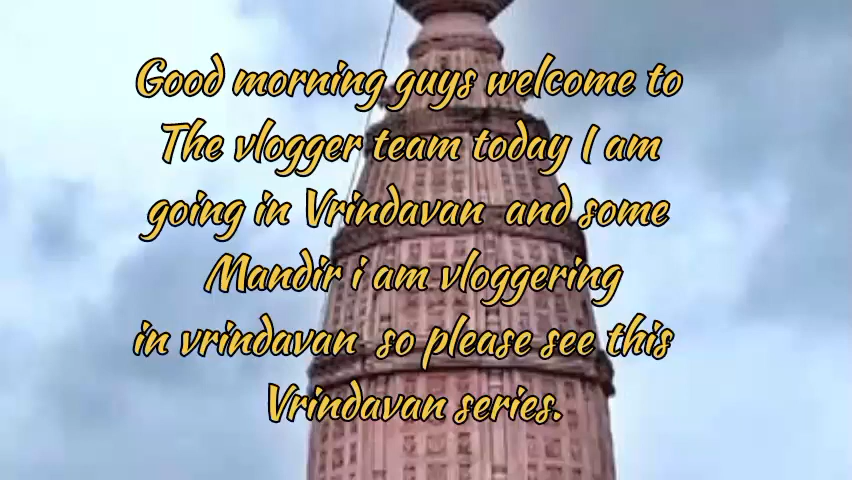 Good morning guys welcome to
The vlogger team today I am
going in Vrindavan and some
Mandir i am vloggering
in vrindavan so please see this
Vrindavan series.